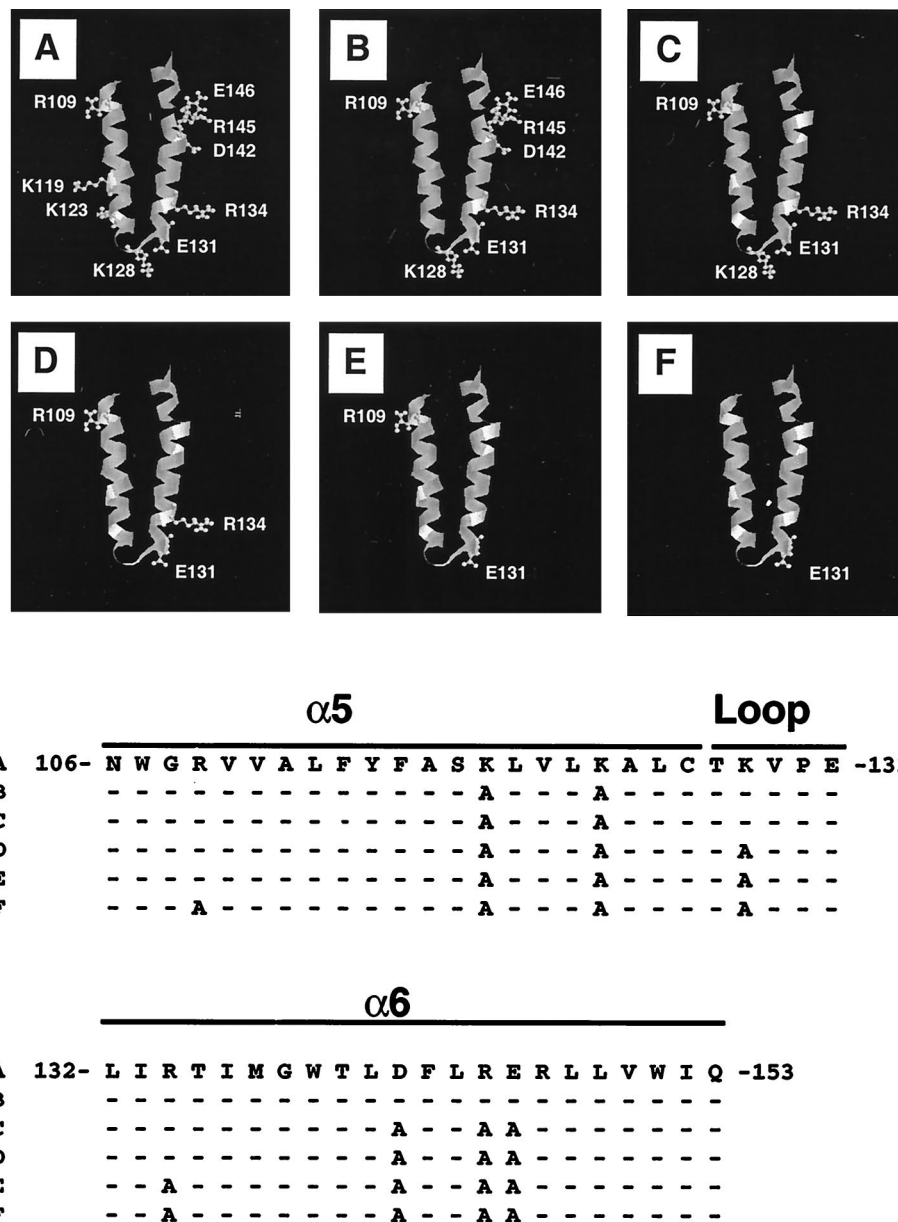 A
R109
E146
R145
D142
K119
K123
R134
E131
K128
B
R109
E146
R145
D142
R134
E131
K128
C
R109
R134
E131
K128
D
R109
R134
E131
E
R109
E131
F
E131
α5 Loop
A 106- N W G R V V A L F Y F A S K L V L K A L C T K V P E -131
B - - - - - - - - - - - - - A - - - A - - - - - - - -
C - - - - - - - - - - - - - A - - - A - - - - - - - -
D - - - - - - - - - - - - - A - - - A - - - - A - - -
E - - - - - - - - - - - - - A - - - A - - - - A - - -
F - - - A - - - - - - - - - A - - - A - - - - A - - -
α6
A 132- L I R T I M G W T L D F L R E R L L V W I Q -153
B - - - - - - - - - - - - - - - - - - - - - -
C - - - - - - - - - - A - - A A - - - - - - -
D - - - - - - - - - - A - - A A - - - - - - -
E - - A - - - - - - - A - - A A - - - - - - -
F - - A - - - - - - - A - - A A - - - - - - -